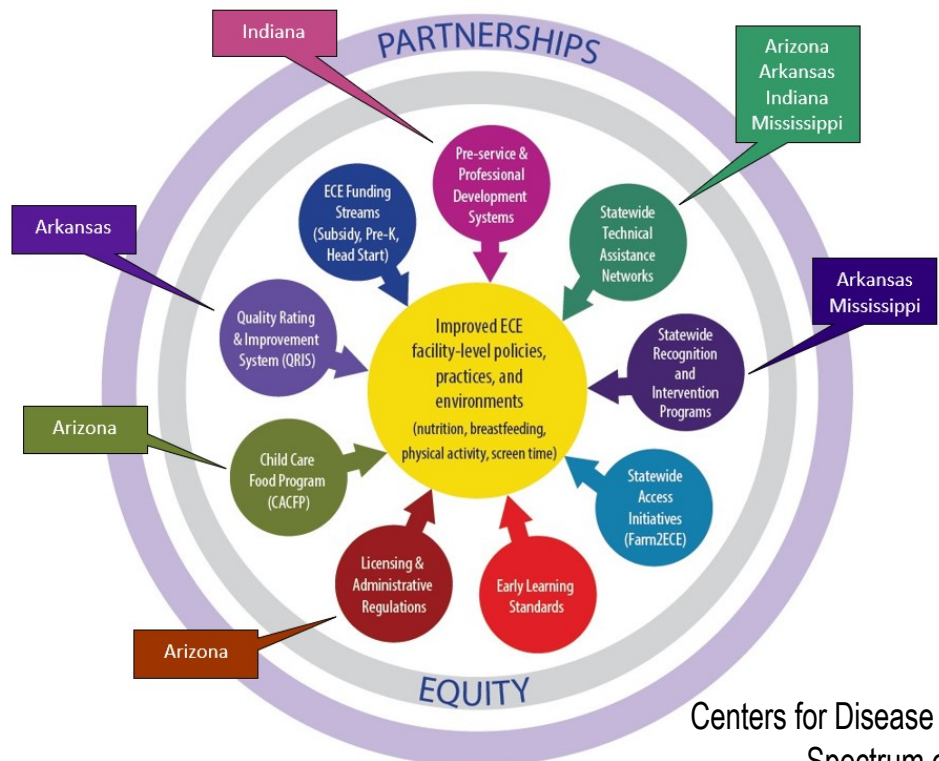 Indiana
PARTNERSHIPS
Arizona
Arkansas
Indiana
Mississippi
Pre-service &
Professional
Development
Systems
ECE Funding
Streams
(Subsidy, Pre-K,
Head Start)
Statewide
Technical
Assistance
Networks
Arkansas
Quality Rating
& Improvement
System (QRIS)
Improved ECE
facility-level policies,
practices, and
environments
(nutrition, breastfeeding,
physical activity, screen time)
Arkansas
Mississippi
Statewide
Recognition
and
Intervention
Programs
Arizona
Child Care
Food Program
(CACFP)
Statewide
Access
Initiatives
(Farm2ECE)
Licensing &
Administrative
Regulations
Early Learning
Standards
Arizona
EQUITY
Centers for Disease
Spectrum